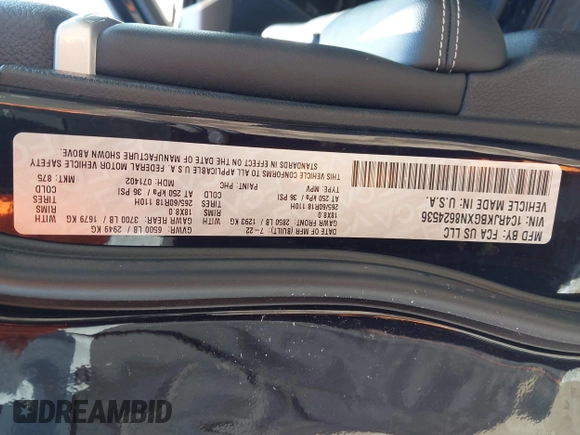 MFD BY: FCA US LLC
DATE OF MFR (BUILT): 7-22
GVWR: 6500 LB / 2949 KG
GAWR FRONT: 2850 LB / 1293 KG WITH
GAWR REAR: 3700 LB / 1679 KG WITH
18X8.0 RIMS
265/60R18 110H TIRES
AT 250 kPa / 36 PSI COLD
18X8.0 RIMS
265/60R18 110H TIRES
AT 250 kPa / 36 PSI COLD
VIN: TYPE: MPV
PAINT: PHC
MDH: 071402
MKT: 875
THIS VEHICLE CONFORMS TO ALL APPLICABLE U.S.A. FEDERAL MOTOR VEHICLE SAFETY
STANDARDS IN EFFECT ON THE DATE OF MANUFACTURE SHOWN ABOVE.
VEHICLE MADE IN U.S.A.
DREAMBID